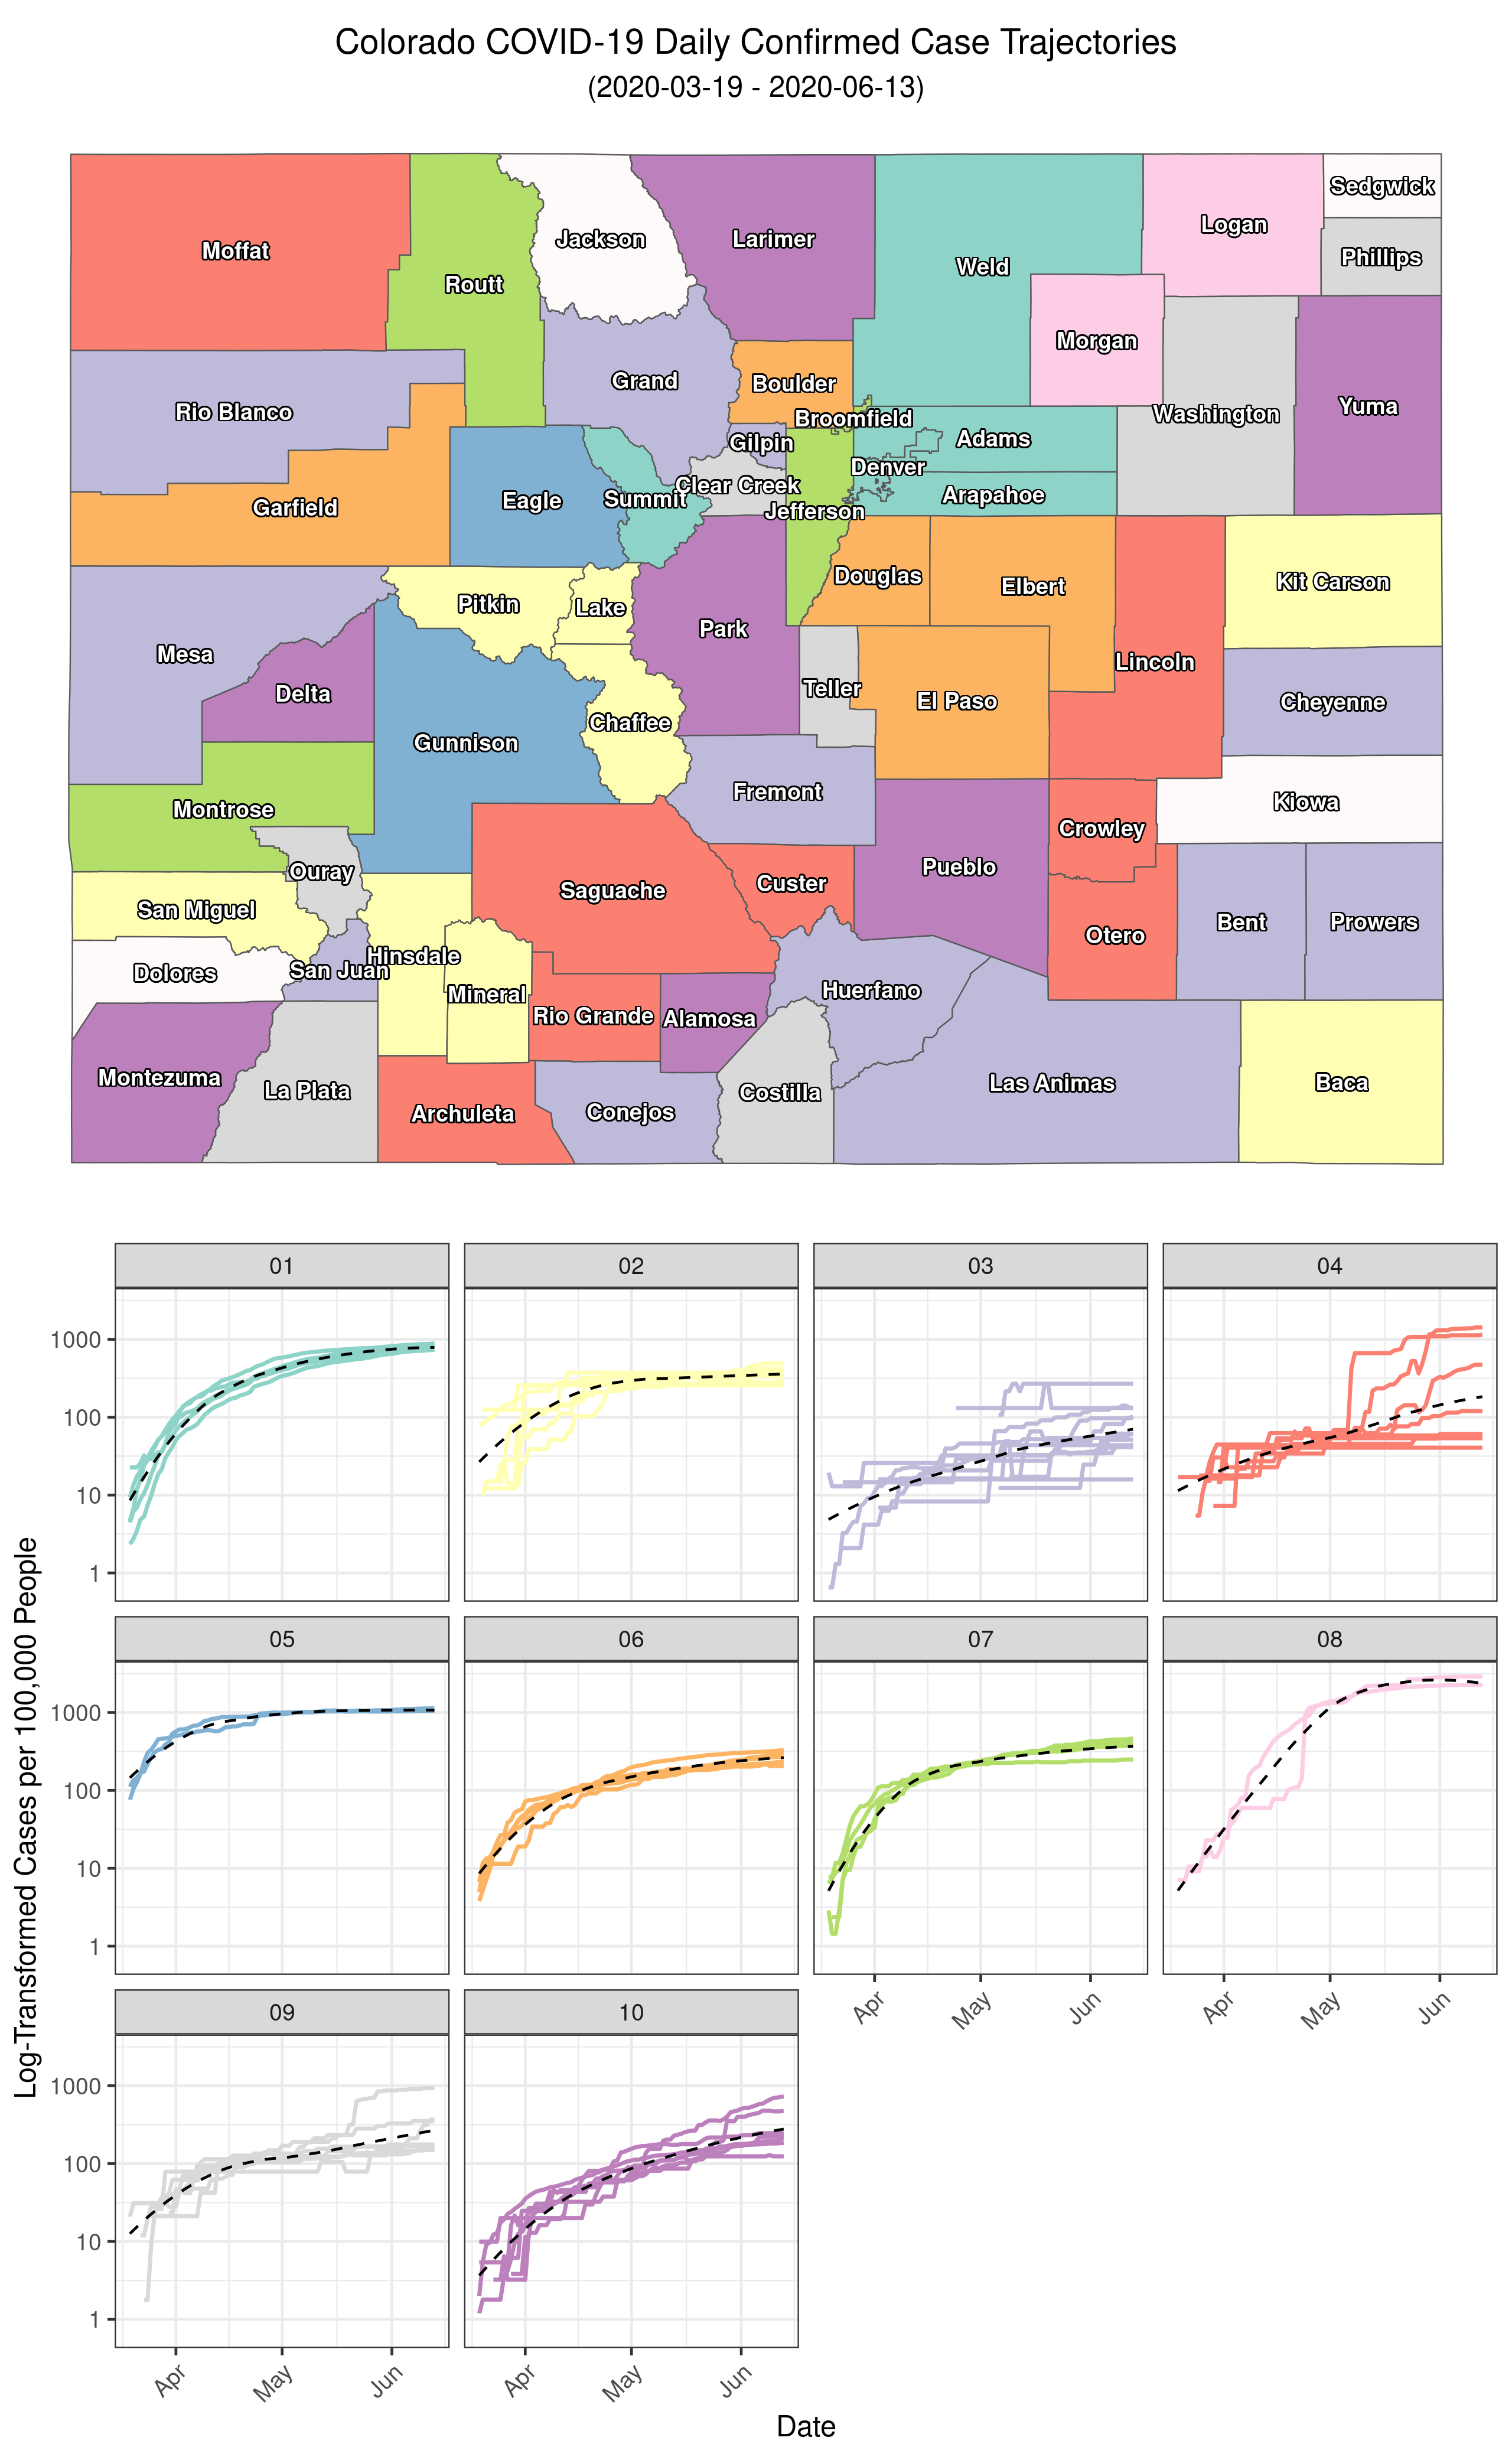 Colorado COVID-19 Daily Confirmed Case Trajectories
(2020-03-19 - 2020-06-13)
Sedgwick
Logan
Jackson
Larimer
Moffat
Phillips
Weld
Routt
Morgan
Grand
Boulder
Yuma
Rio Blanco
Washington
Broomfield
Adams
Gilpin
Denver
Clear Creek
Arapahoe
Summit
Eagle
Garfield
Jefferson
Douglas
Kit Carson
Elbert
Pitkin
Lake
Park
Mesa
Lincoln
Teller
Delta
El Paso
Cheyenne
Chaffee
Gunnison
Fremont
Kiowa
Montrose
Crowley
Pueblo
Ouray
Custer
Saguache
San Miguel
Bent
Prowers
Otero
Hinsdale
San Juan
Dolores
Huerfano
Mineral
Rio Grande
Alamosa
Montezuma
Las Animas
Baca
La Plata
Costilla
Conejos
Archuleta
01
02
03
04
1000
100
10
1
05
06
07
08
1000
100
10
1
Apr
May
Jun
Apr
May
Jun
09
10
1000
100
10
1
Apr
May
Jun
Apr
May
Jun
Log-Transformed Cases per 100,000 People
Date